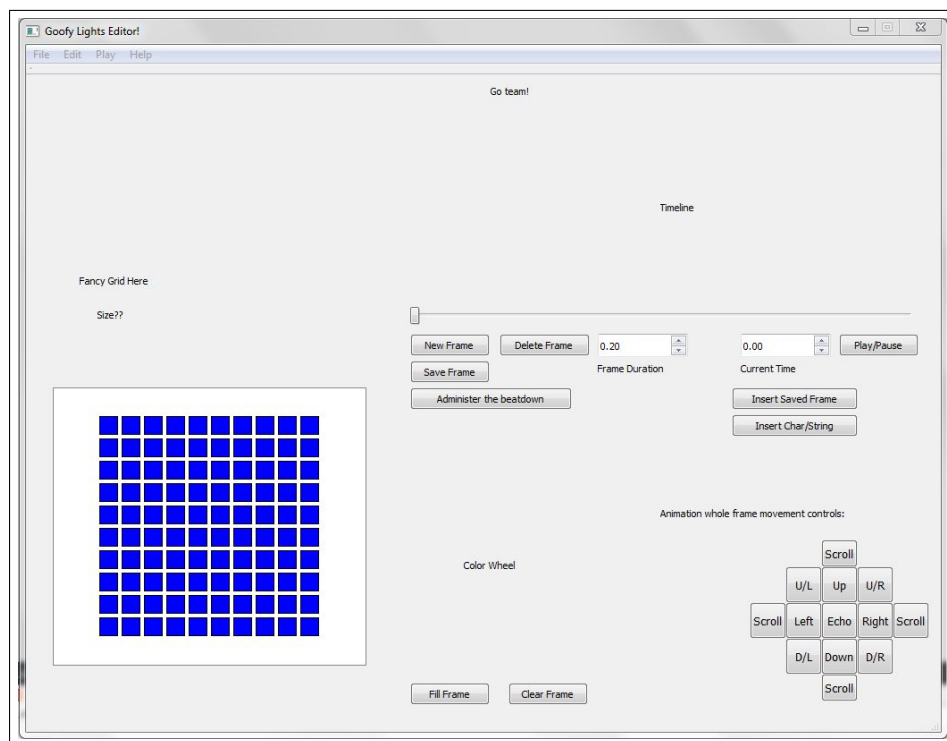 Goofy Lights Editor!
File Edit Play Help
Go team!
Timeline
Fancy Grid Here
Size??
New Frame Delete Frame 0.20 0.00 Play/Pause
Save Frame Frame Duration Current Time
Administer the beatdown Insert Saved Frame
Insert Char/String
Animation whole frame movement controls:
Scroll
Color Wheel
U/L Up U/R
Scroll Left Echo Right Scroll
D/L Down D/R
Scroll
Fill Frame Clear Frame